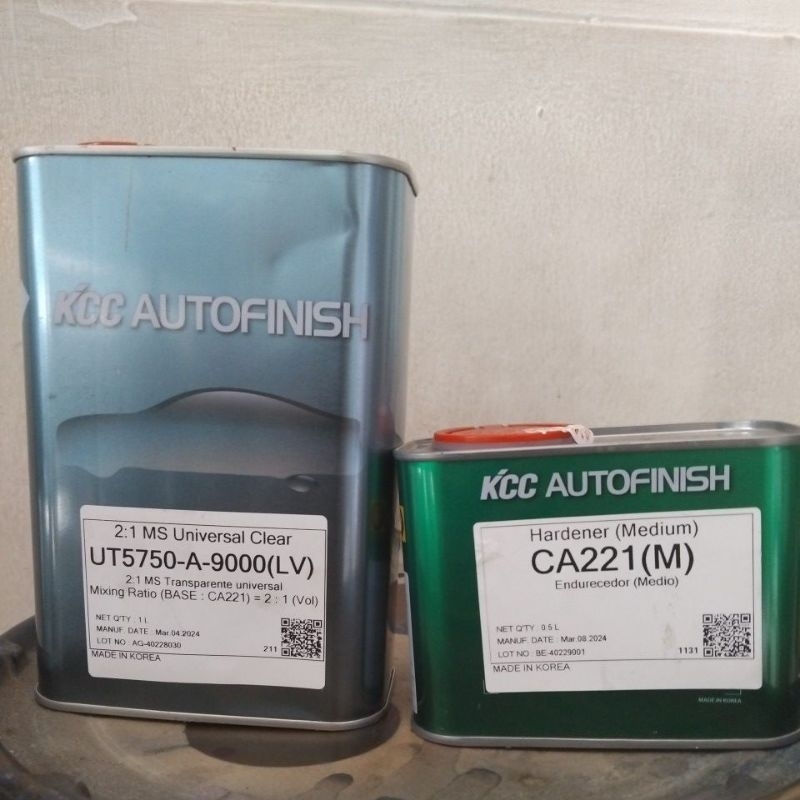 KCC AUTOFINISH
2:1 MS Universal Clear
UT5750-A-9000(LV)
2:1 MS Transparente universal
Mixing Ratio (BASE : CA221) = 2 : 1 (Vol)
NET Q'TY : 1 L
MANUF. DATE : Mar.04.2024
LOT NO : AG-40228030
211
MADE IN KOREA
KCC AUTOFINISH
Hardener (Medium)
CA221(M)
Endurecedor (Medio)
NET Q'TY : 0.5 L
MANUF. DATE : Mar.08.2024
LOT NO : BE-40229001
1131
MADE IN KOREA
MADE IN KOREA